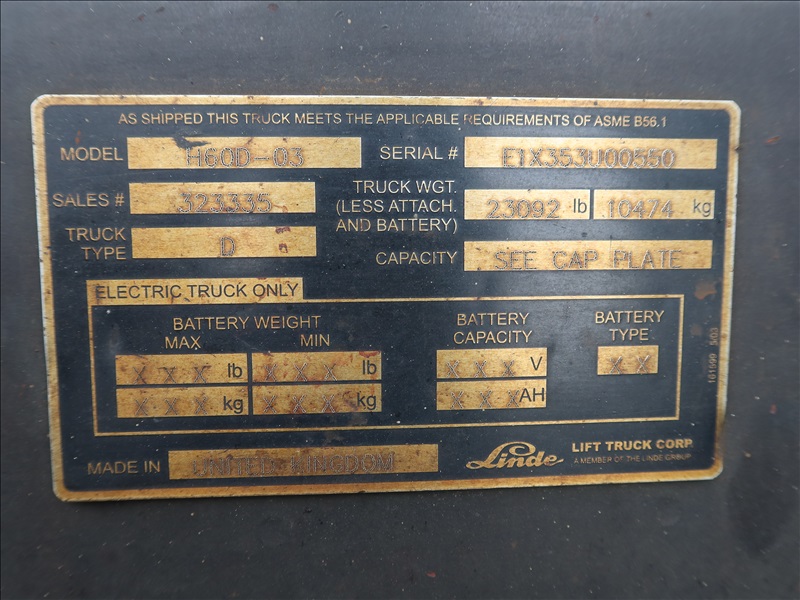 AS SHIPPED THIS TRUCK MEETS THE APPLICABLE REQUIREMENTS OF ASME B56.1
MODEL H60D-03 SERIAL # E1X353U00550
SALES # 323335
TRUCK WGT. (LESS ATTACH. AND BATTERY) 23092 lb 10474 kg
TRUCK TYPE D
CAPACITY SEE CAP PLATE
ELECTRIC TRUCK ONLY
BATTERY WEIGHT
MAX MIN
X X X lb X X X lb
X X X kg X X X kg
BATTERY CAPACITY
X X X V
X X X AH
BATTERY TYPE
X X
161599 5/03
MADE IN UNITED KINGDOM
Linde LIFT TRUCK CORP.
A MEMBER OF THE LINDE GROUP